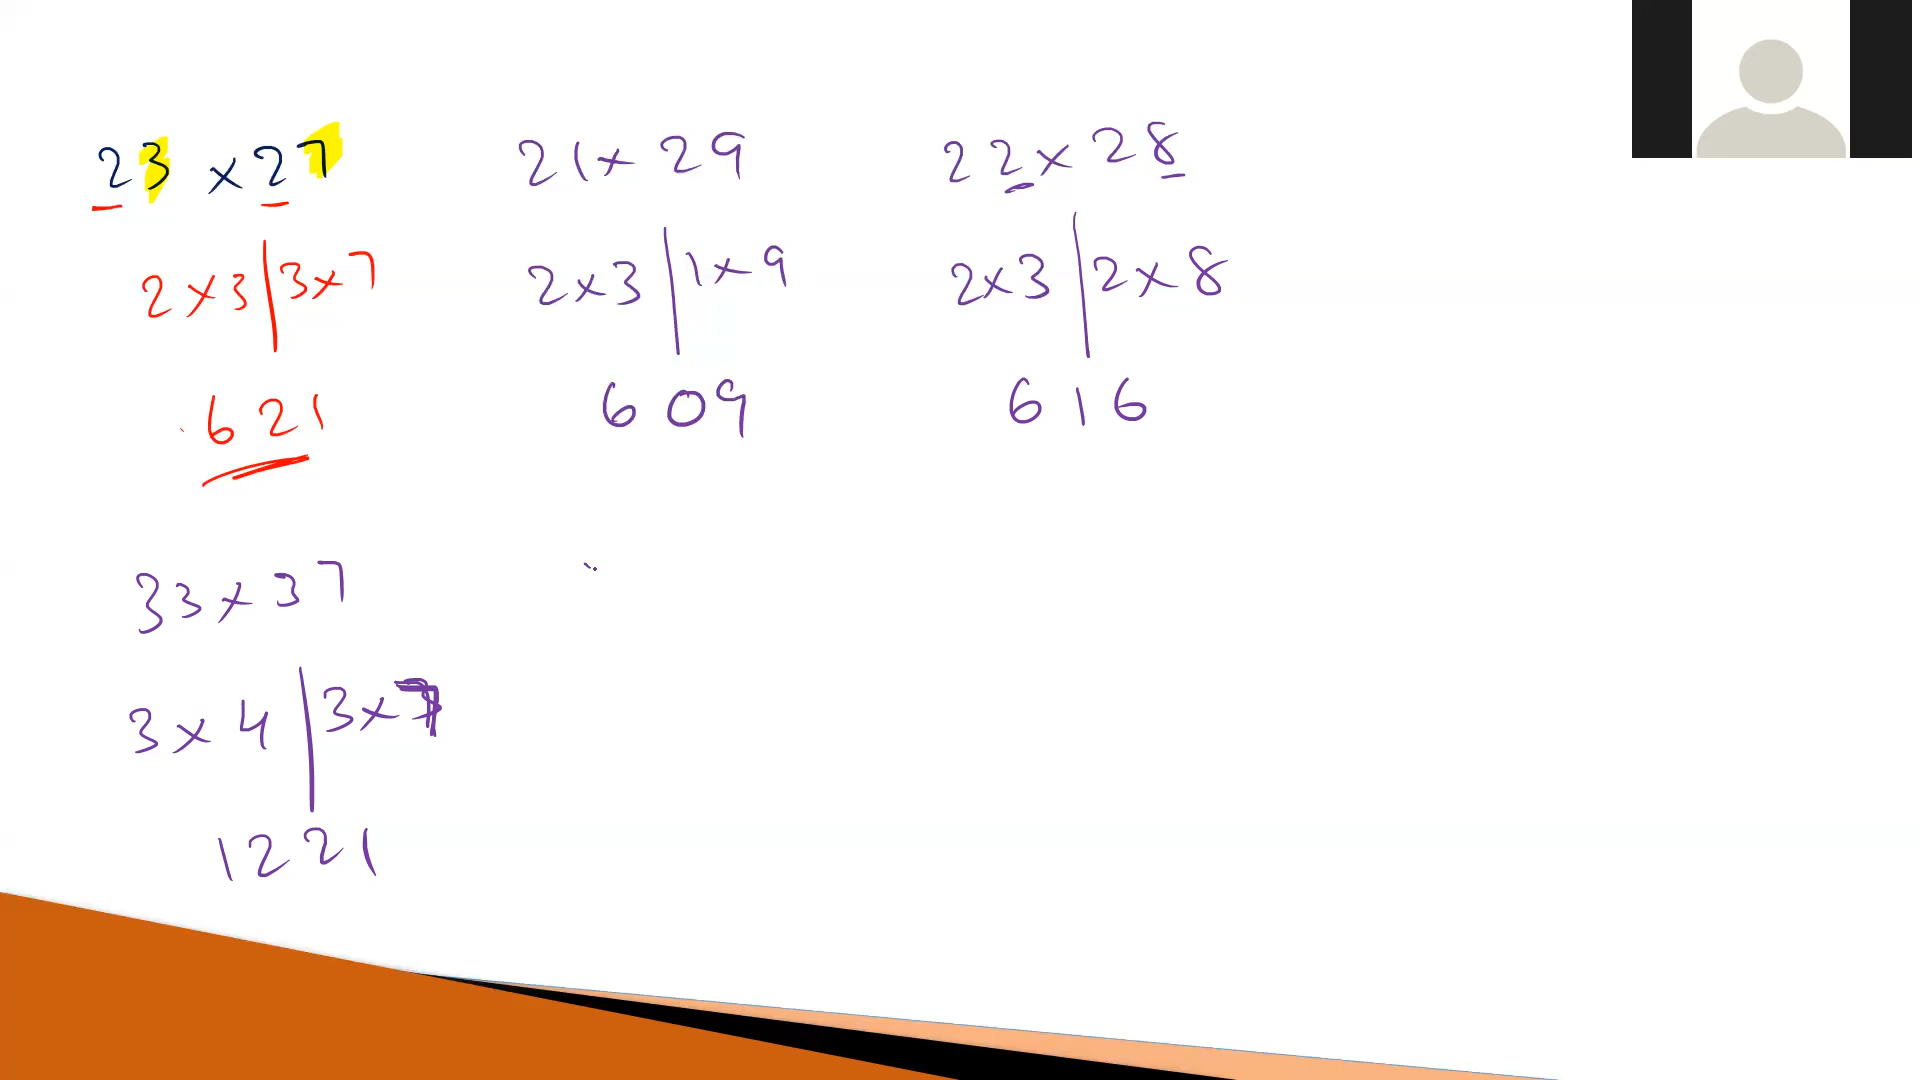 23 x 27
2 x 3 | 3 x 7
621
21 x 29
2 x 3 | 1 x 9
609
22 x 28
2 x 3 | 2 x 8
616
33 x 37
3 x 4 | 3 x 7
1221